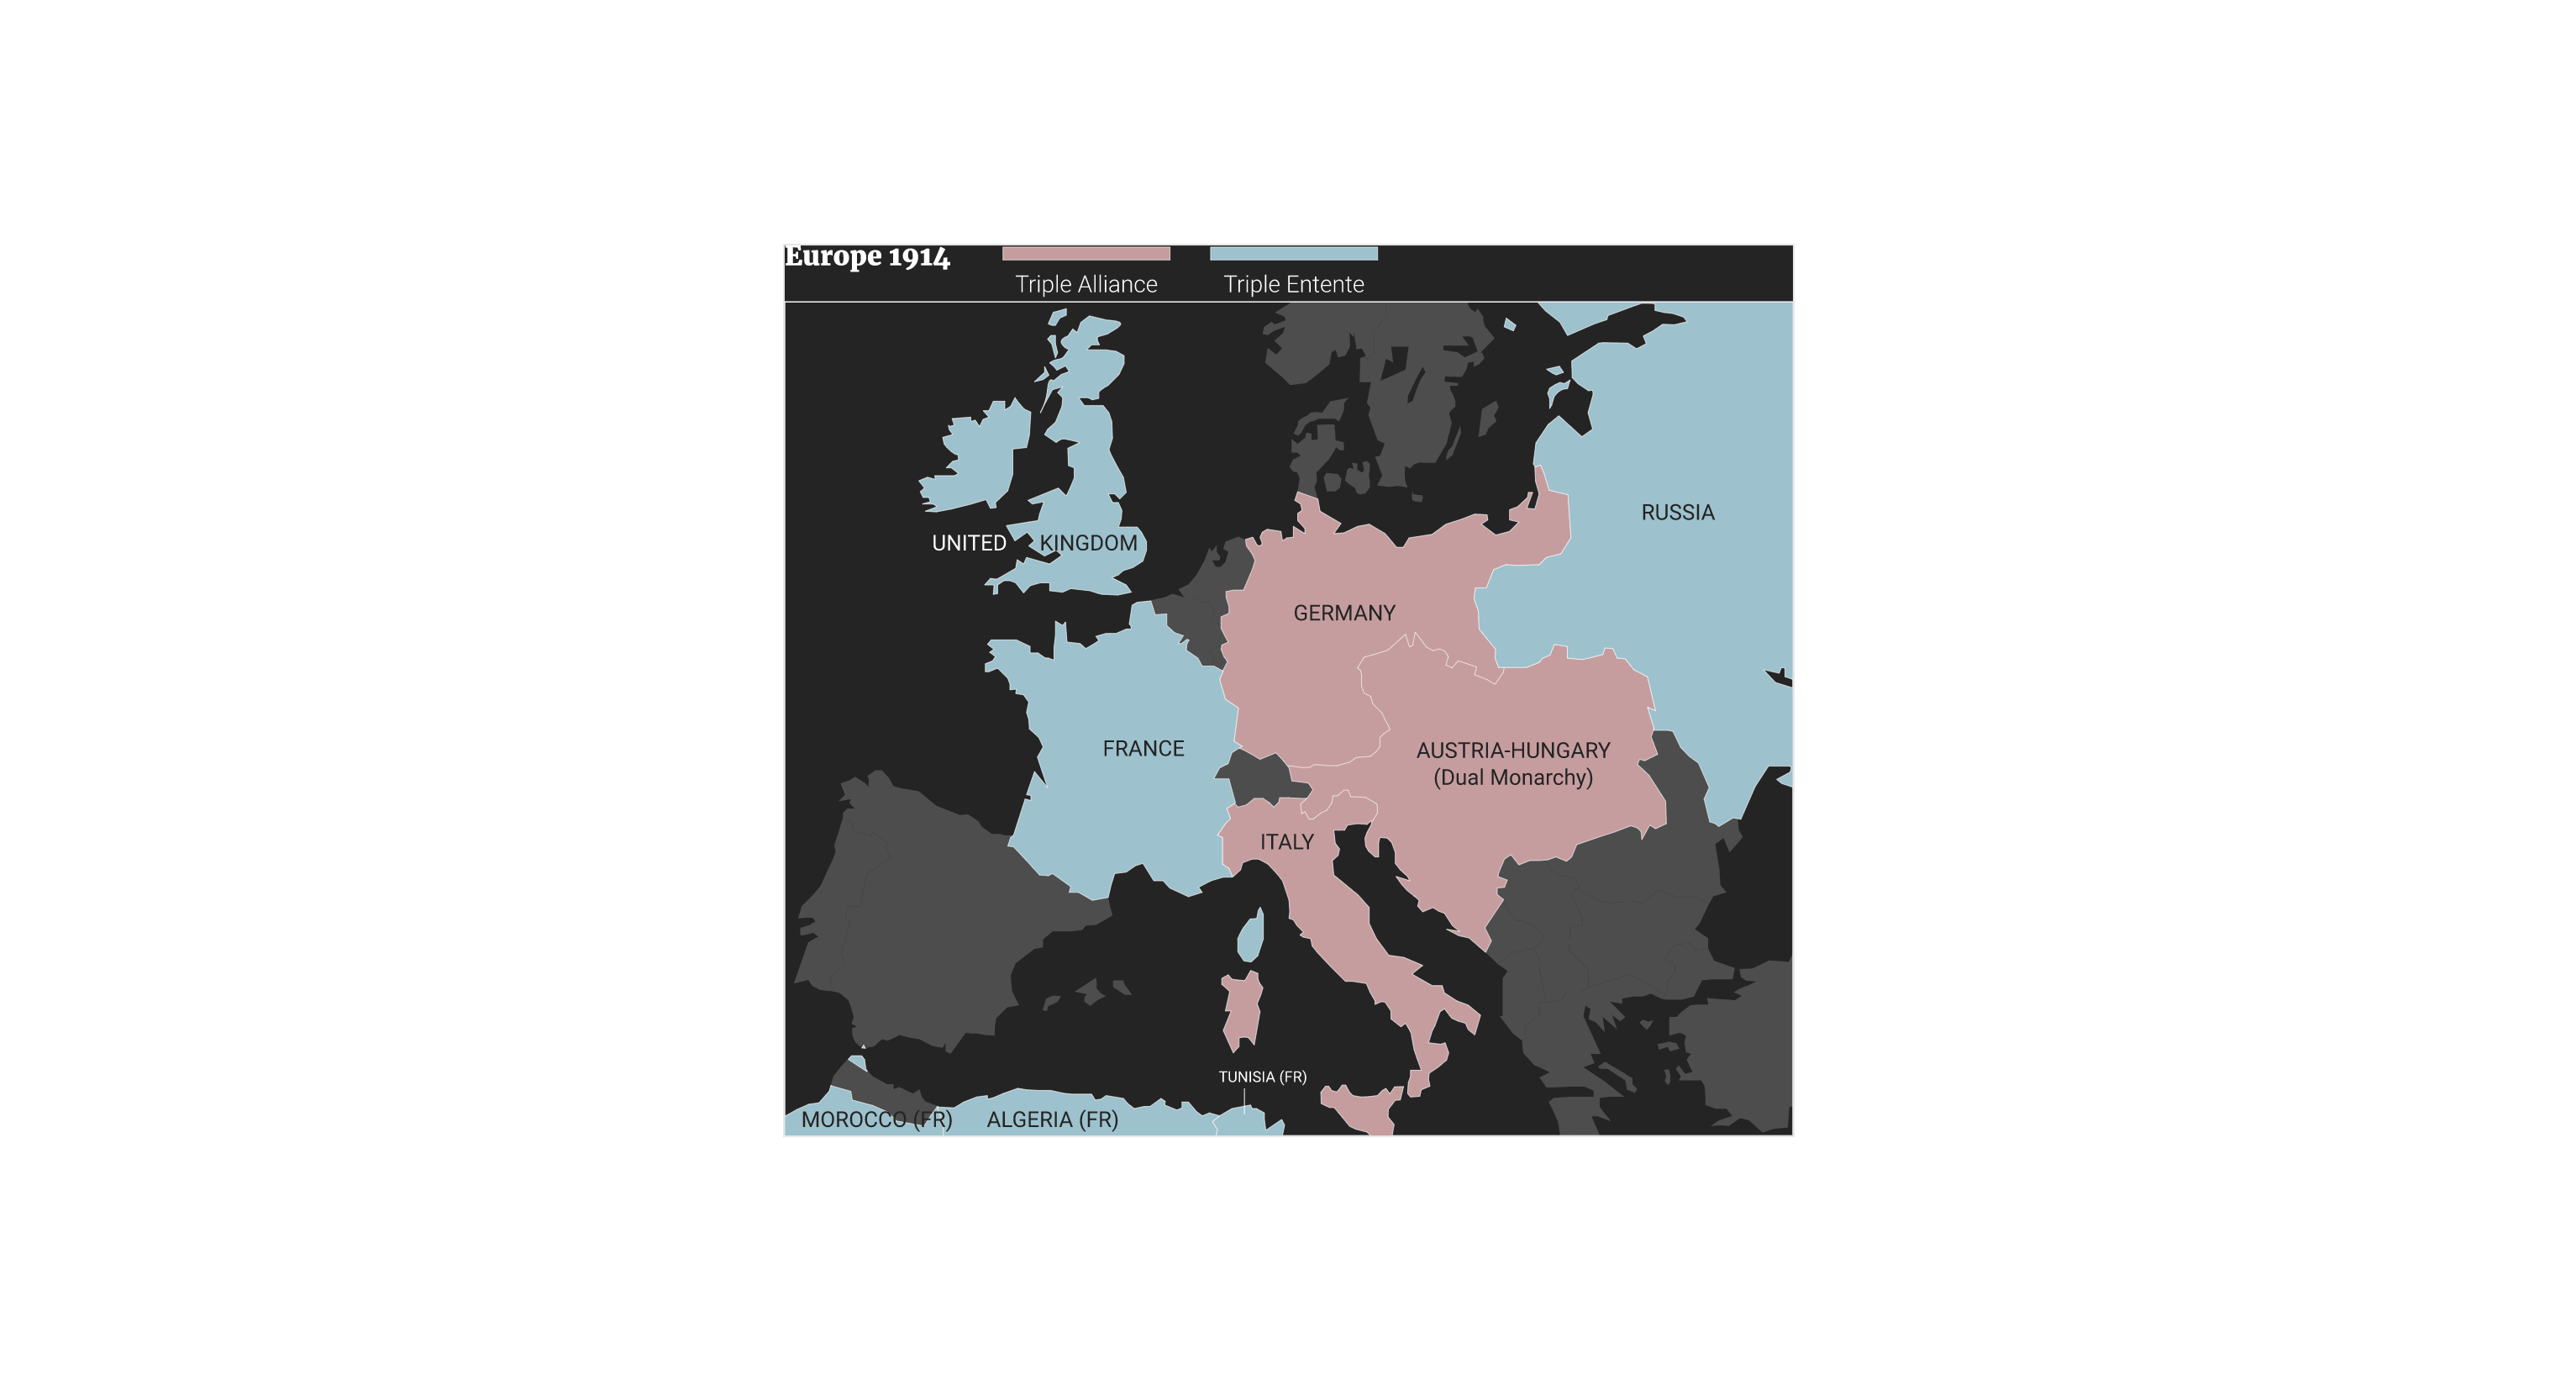 Europe 1914
Triple Alliance
Triple Entente
RUSSIA
UNITED KINGDOM
GERMANY
FRANCE
AUSTRIA-HUNGARY
(Dual Monarchy)
ITALY
TUNISIA (FR)
MOROCCO (FR)
ALGERIA (FR)